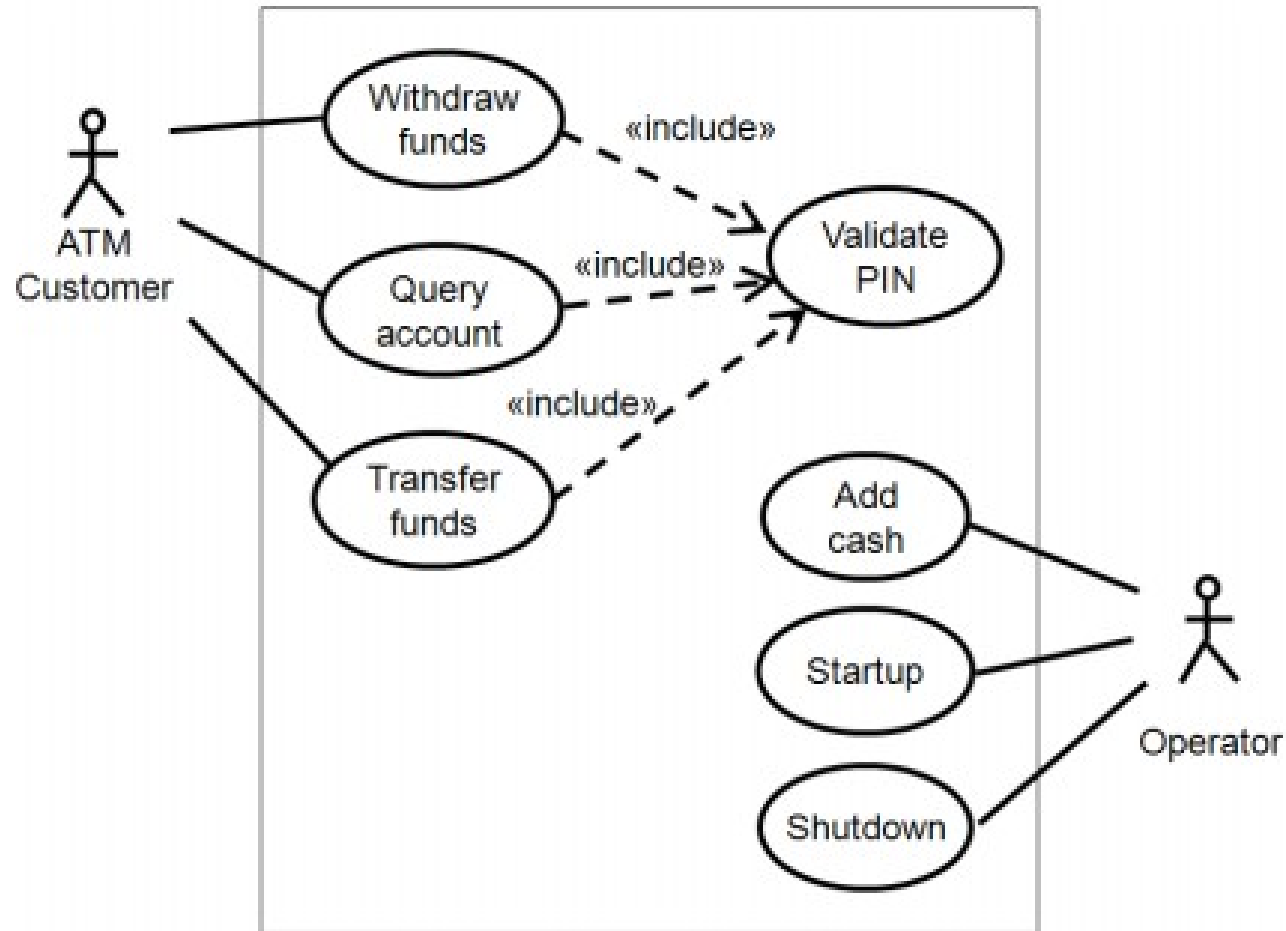 Withdraw
funds
«include»
ATM
Customer
Validate
PIN
«include»
Query
account
«include»
Transfer
funds
Add
cash
Startup
Operator
Shutdown